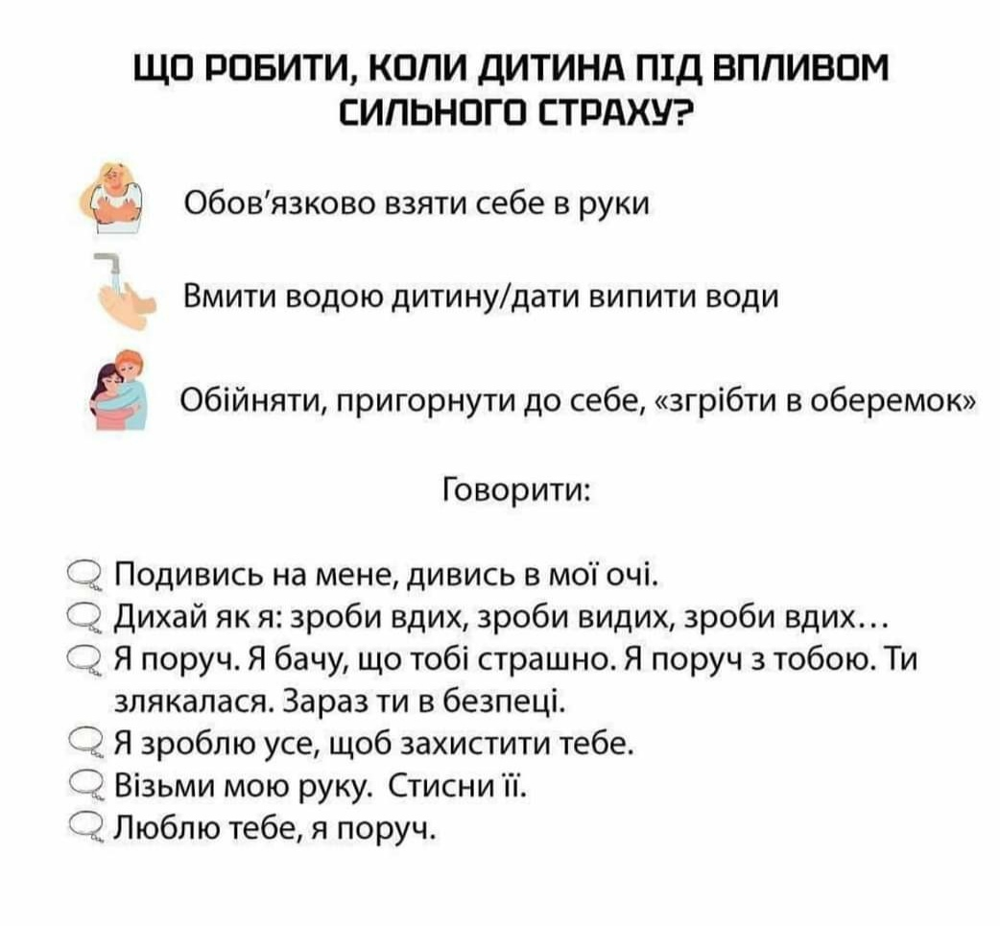 ЩО РОБИТИ, КОЛИ ДИТИНА ПІД ВПЛИВОМ
СИЛЬНОГО СТРАХУ?
Обов'язково взяти себе в руки
Вмити водою дитину/дати випити води
Обійняти, пригорнути до себе, «згрібти в оберемок»
Говорити:
Подивись на мене, дивись в мої очі.
Дихай як я: зроби вдих, зроби видих, зроби вдих…
Я поруч. Я бачу, що тобі страшно. Я поруч з тобою. Ти
злякалася. Зараз ти в безпеці.
Я зроблю усе, щоб захистити тебе.
Візьми мою руку. Стисни її.
Люблю тебе, я поруч.